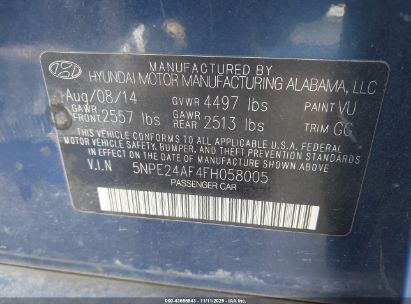 MANUFACTURED BY
HYUNDAI MOTOR MANUFACTURING ALABAMA, LLC
Aug/08/14 GVWR 4497 lbs PAINT VU
GAWR FRONT 2557 lbs GAWR REAR 2513 lbs TRIM GG
THIS VEHICLE CONFORMS TO ALL APPLICABLE U.S.A FEDERAL
MOTOR VEHICLE SAFETY, BUMPER, AND THEFT PREVENTION
STANDARDS IN EFFECT ON THE DATE OF MANUFACTURE SHOWN ABOVE.
V.I.N 5NPE24AF4FH058005
PASSENGER CAR